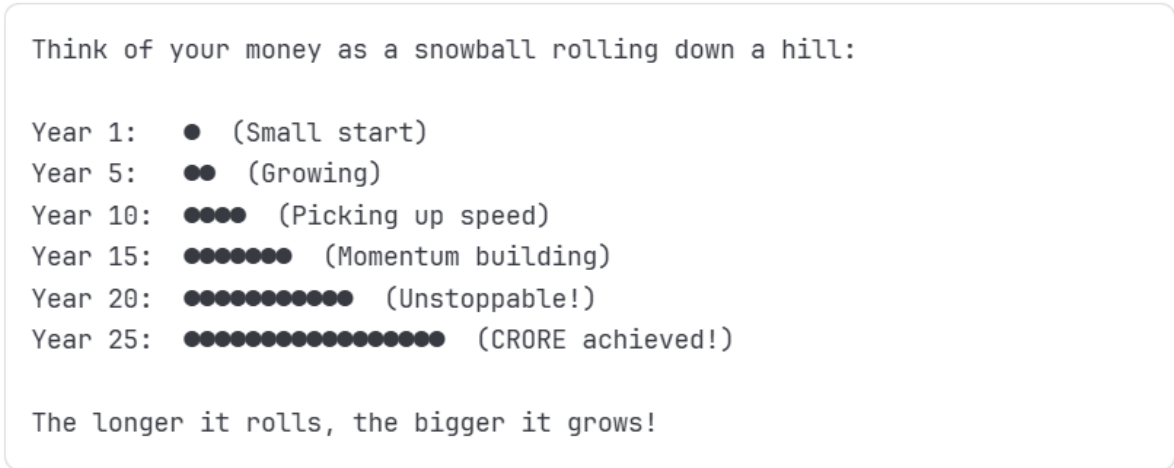 Think of your money as a snowball rolling down a hill:
Year 1:   ●  (Small start)
Year 5:   ●●  (Growing)
Year 10:  ●●●●  (Picking up speed)
Year 15:  ●●●●●●●  (Momentum building)
Year 20:  ●●●●●●●●●●●  (Unstoppable!)
Year 25:  ●●●●●●●●●●●●●●●●●  (CRORE achieved!)
The longer it rolls, the bigger it grows!